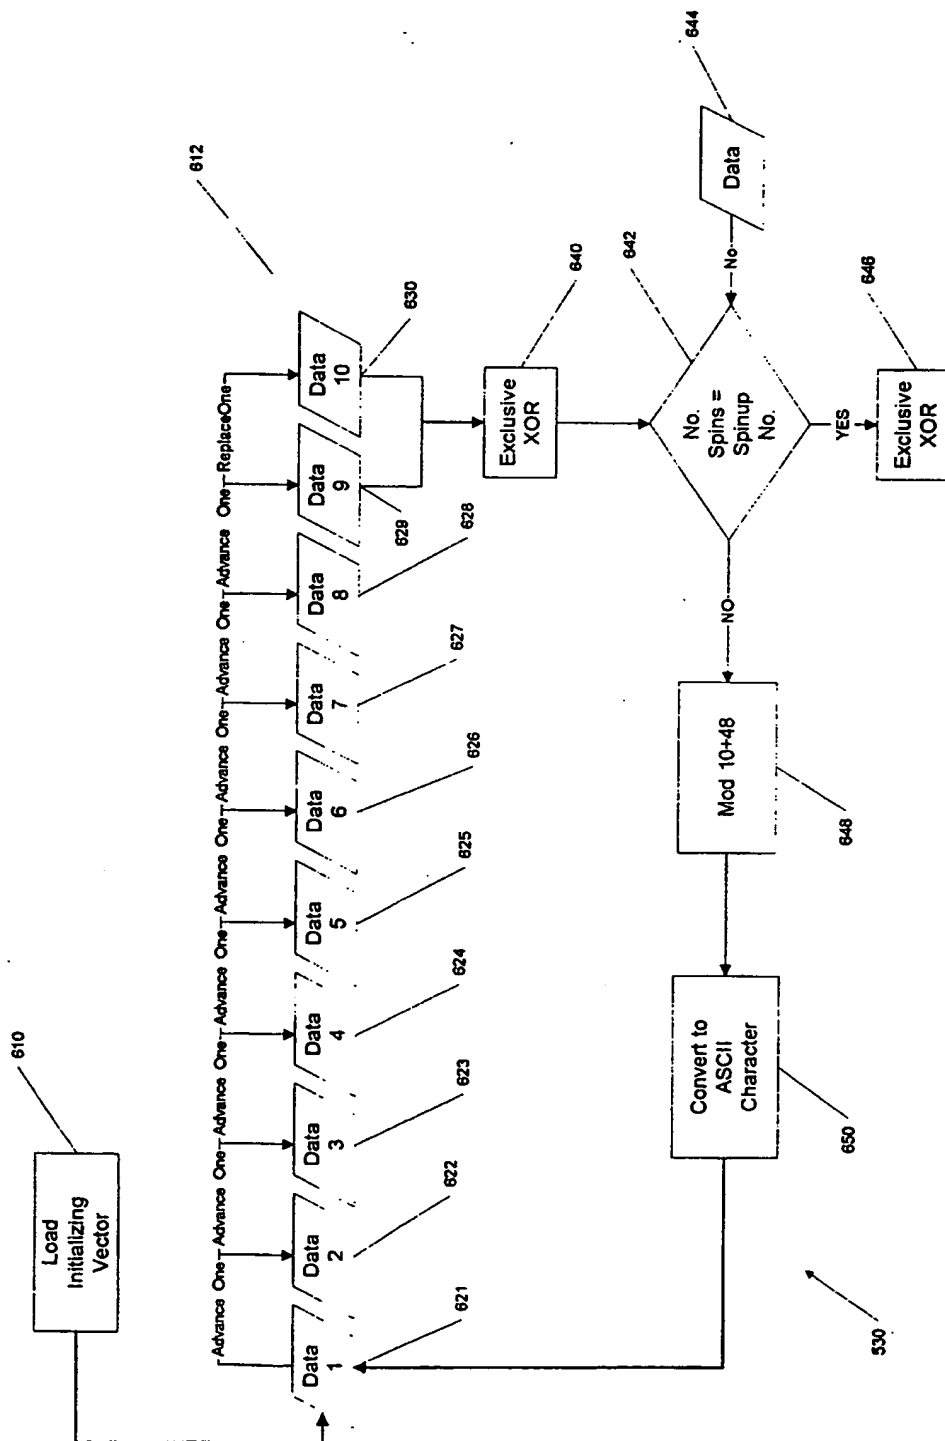 610
Load
Initializing
Vector
612
Advance One
Advance One
Advance One
Advance One
Advance One
Advance One
Advance One
Advance One
ReplaceOne
Data
1
Data
2
Data
3
Data
4
Data
5
Data
6
Data
7
Data
8
Data
9
Data
10
621
622
623
624
625
626
627
628
629
630
Exclusive
XOR
640
650
Convert to
ASCII
Character
648
Mod 10+48
NO
No.
Spins =
Spinup
No.
642
No
Data
644
YES
Exclusive
XOR
646
530